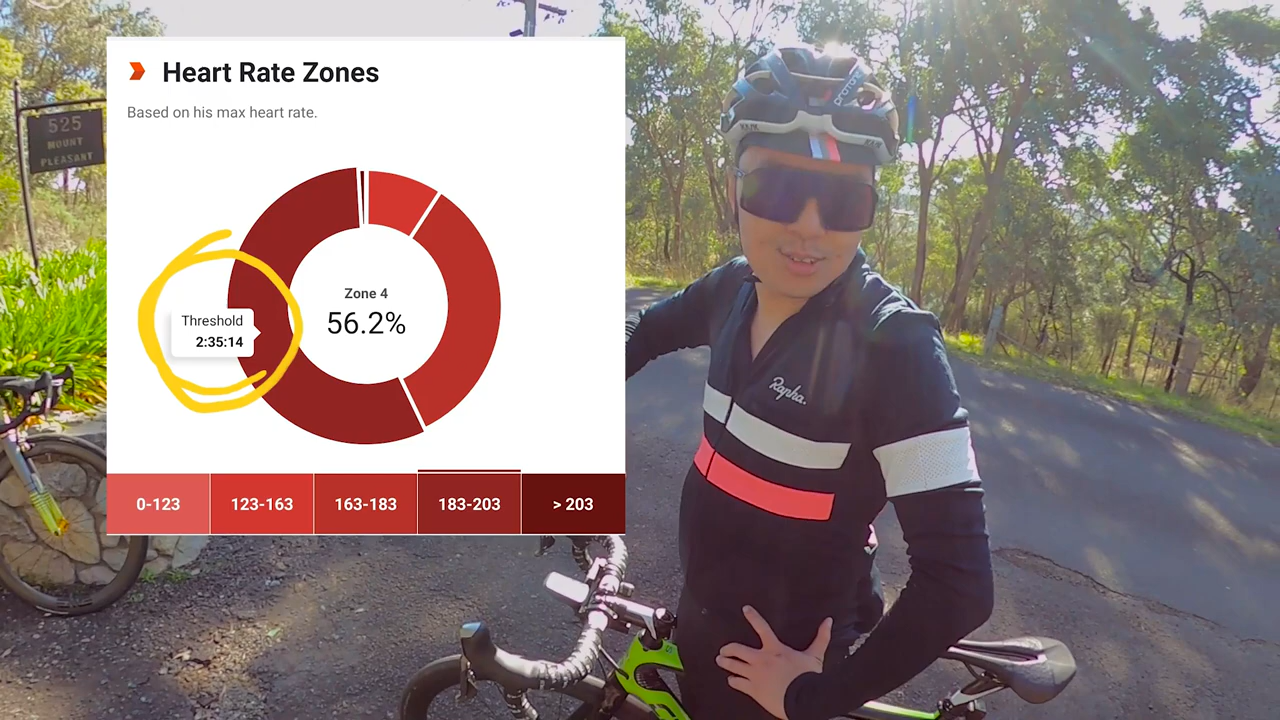 Heart Rate Zones
Based on his max heart rate.
525
MOUNT
PLEASANT
Zone 4
56.2%
Threshold
2:35:14
Rapha.
0-123
123-163
163-183
183-203
> 203